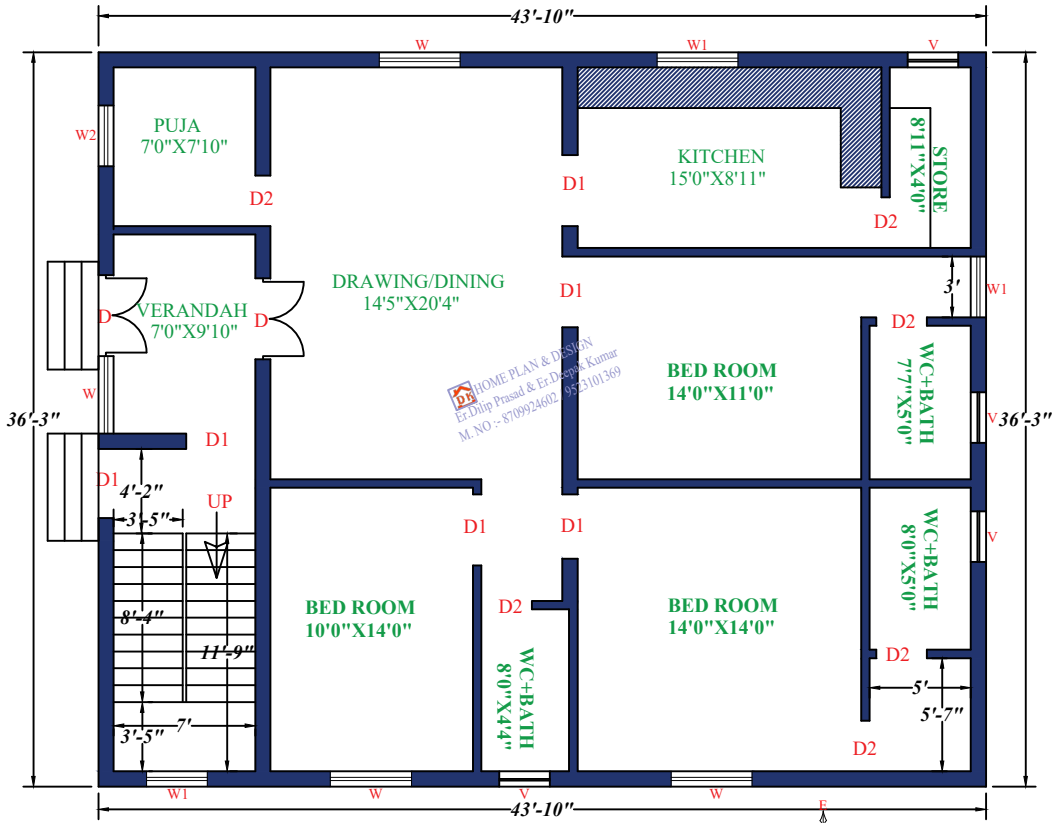 43'-10"
W
W1
V
W2
PUJA
7'0"X7'10"
D2
D1
KITCHEN
15'0"X8'11"
D2
STORE
8'11"X4'0"
DRAWING/DINING
14'5"X20'4"
D1
3'
W1
D
VERANDAH
7'0"X9'10"
D
D2
HOME PLAN & DESIGN
DK
Er.Dilip Prasad & Er.Deepak Kumar
M. NO :- 8709924602, 9523101369
BED ROOM
14'0"X11'0"
WC+BATH
7'7"X5'0"
W
36'-3"
V
36'-3"
D1
D1
4'-2"
3'-5"
UP
D1
D1
WC+BATH
8'0"X5'0"
V
BED ROOM
10'0"X14'0"
D2
BED ROOM
14'0"X14'0"
8'-4"
11'-9"
WC+BATH
8'0"X4'4"
D2
5'
5'-7"
7'
3'-5"
D2
W1
W
V
W
43'-10"
E